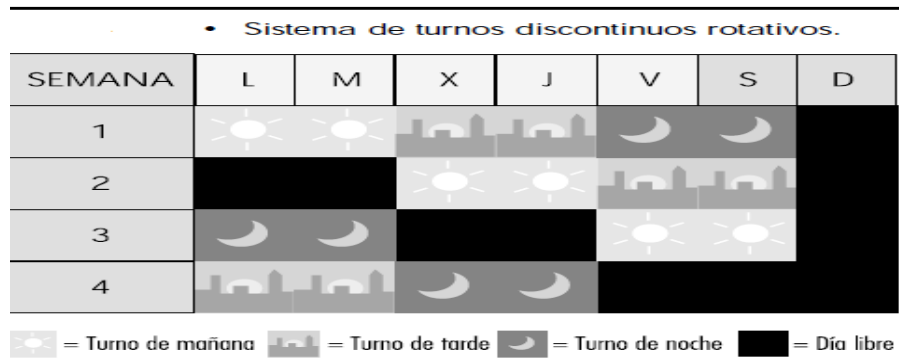 • Sistema de turnos discontinuos rotativos.
SEMANA L M X J V S D
1
2
3
4
= Turno de mañana = Turno de tarde = Turno de noche = Día libre